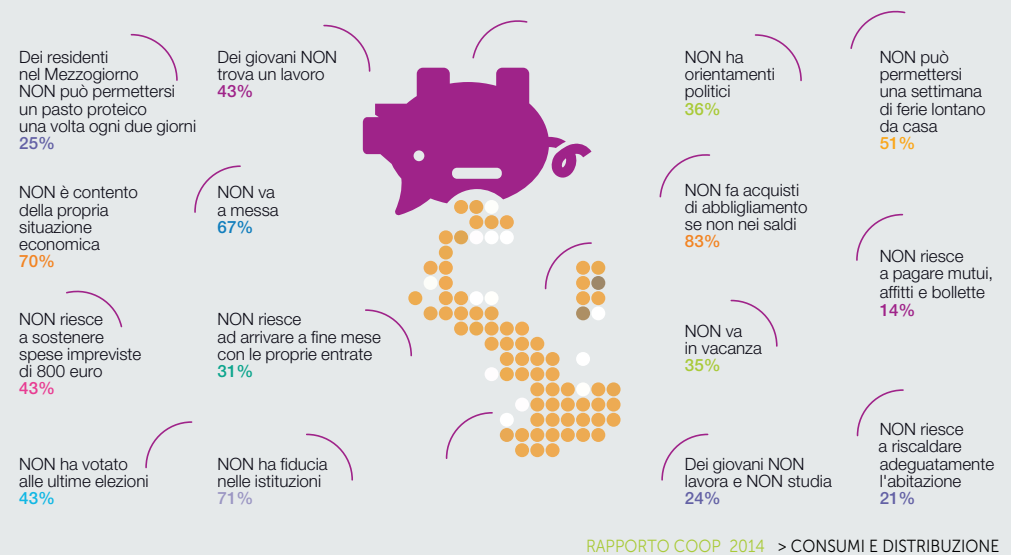 Dei residenti
nel Mezzogiorno
NON può permettersi
un pasto proteico
una volta ogni due giorni
25%
Dei giovani NON
trova un lavoro
43%
NON ha
orientamenti
politici
36%
NON può
permettersi
una settimana
di ferie lontano
da casa
51%
NON è contento
della propria
situazione
economica
70%
NON va
a messa
67%
NON fa acquisti
di abbligliamento
se non nei saldi
83%
NON riesce
a pagare mutui,
affitti e bollette
14%
NON riesce
a sostenere
spese impreviste
di 800 euro
43%
NON riesce
ad arrivare a fine mese
con le proprie entrate
31%
NON va
in vacanza
35%
NON ha votato
alle ultime elezioni
43%
NON ha fiducia
nelle istituzioni
71%
Dei giovani NON
lavora e NON studia
24%
NON riesce
a riscaldare
adeguatamente
l'abitazione
21%
RAPPORTO COOP 2014 > CONSUMI E DISTRIBUZIONE